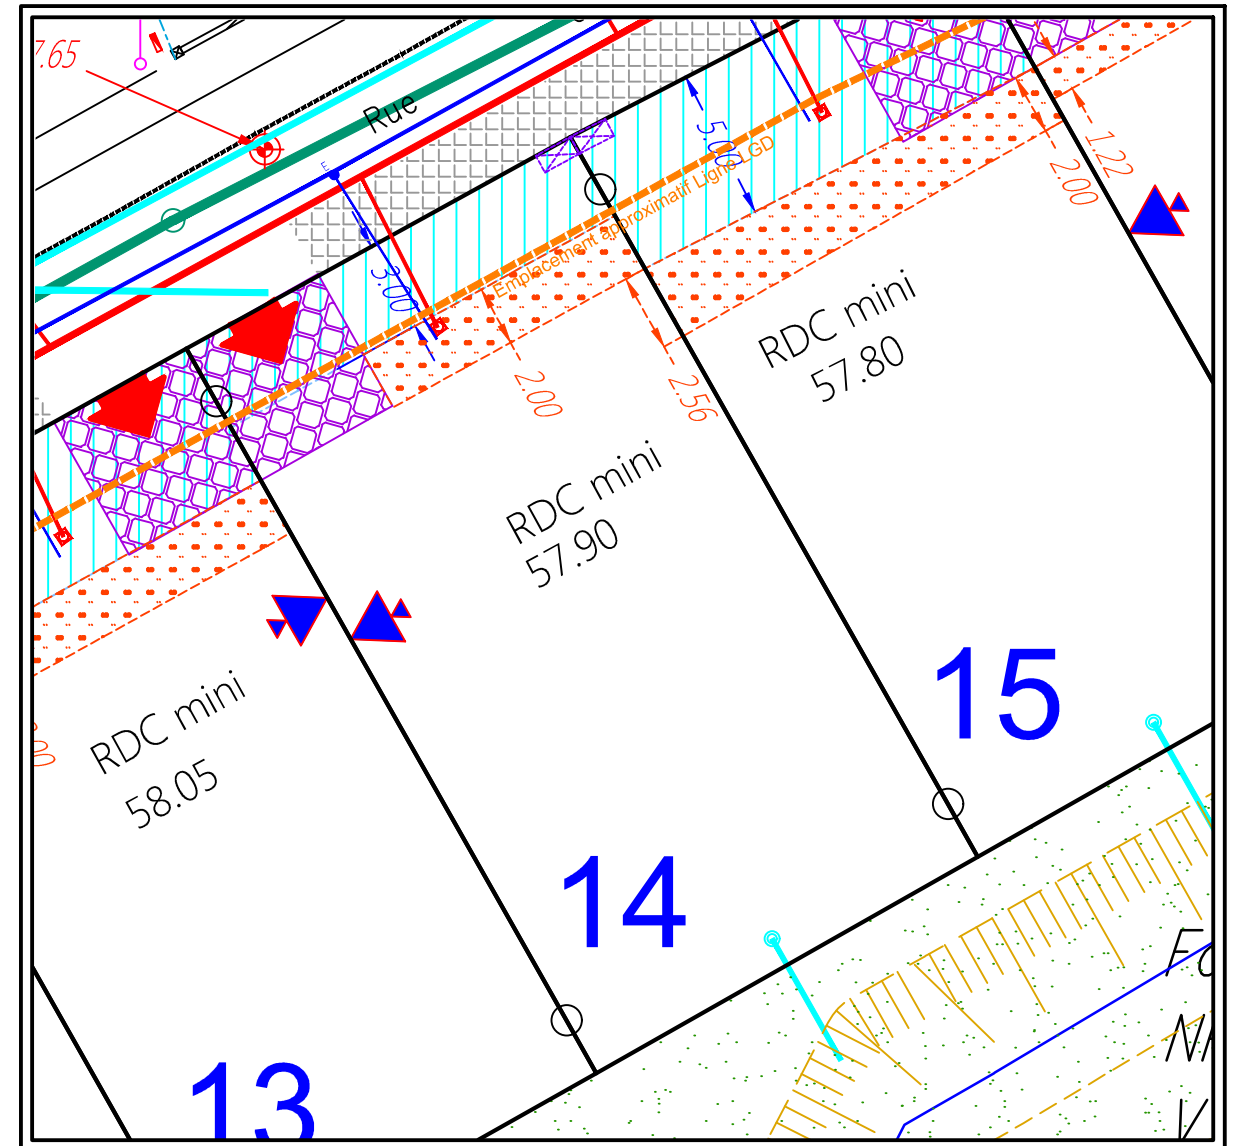 7.65
Rue
E
5.00
1.22
2.00
Emplacement approximatif Ligne LGD
3.00
RDC mini
57.80
2.00
2.56
RDC mini
57.90
15
RDC mini
58.05
14
13